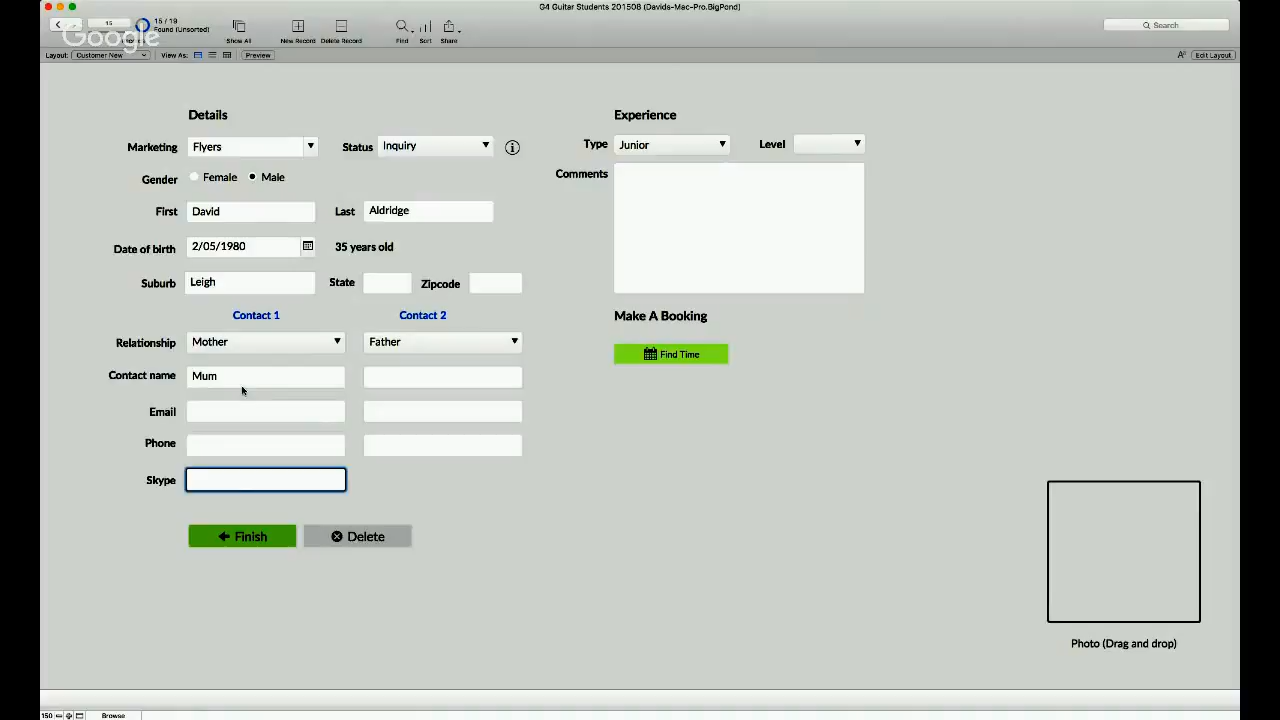 G4 Guitar Students 201508 (Davids-Mac-Pro.BigPond)
15
15 / 19
Found (Unsorted)
Google
Show All
New Record
Delete Record
Find
Sort
Share
Search
Layout: Customer New
View As:
Preview
Edit Layout
Details
Experience
Marketing Flyers Status Inquiry
Type Junior Level
Gender Female Male
Comments
First David Last Aldridge
Date of birth 2/05/1980 35 years old
Suburb Leigh State Zipcode
Contact 1 Contact 2
Make A Booking
Relationship Mother Father
Find Time
Contact name Mum
Email
Phone
Skype
Finish Delete
Photo (Drag and drop)
150 Browse